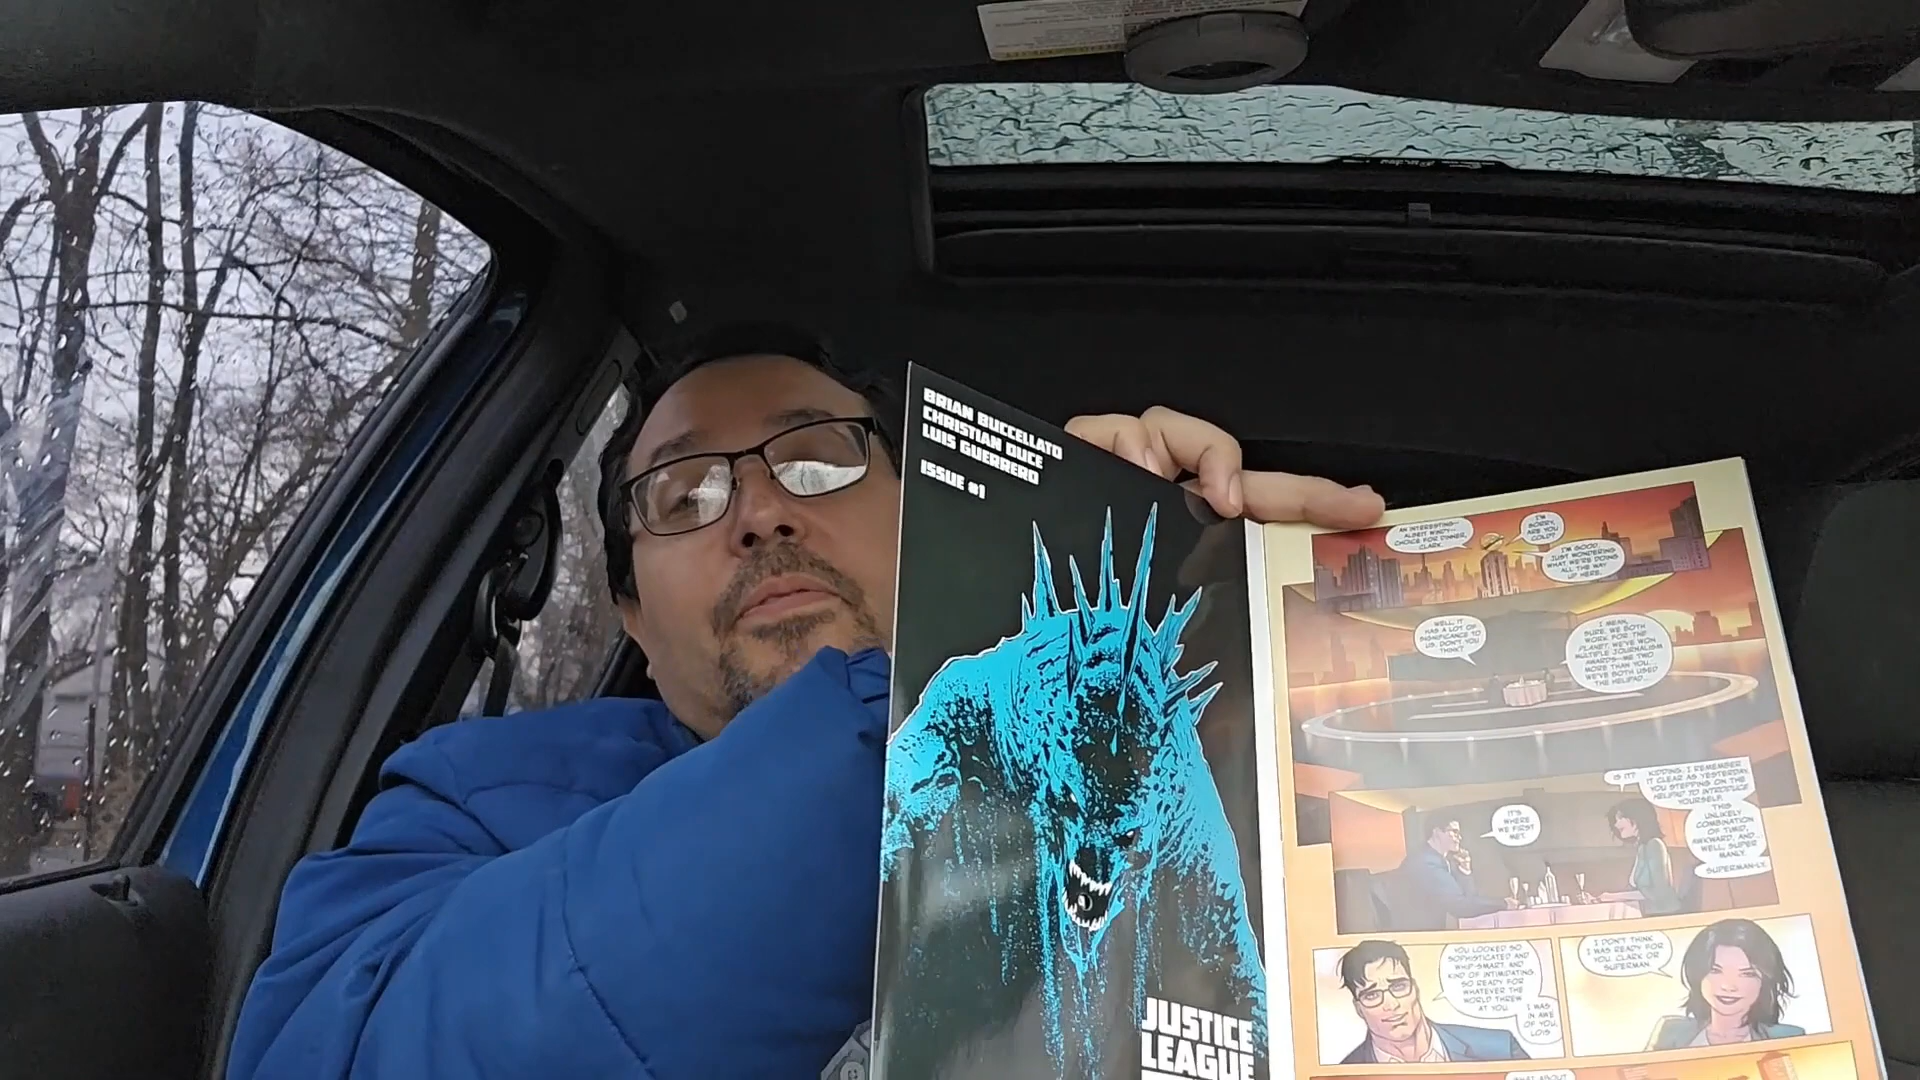 BRIAN BUCCELLATO
CHRISTIAN DUCE
LUIS GUERRERO
ISSUE #1
JUSTICE
LEAGUE
AN INTERESTING--
ALBEIT WINDY--
CHOICE FOR DINNER,
CLARK.
I'M
SORRY,
ARE YOU
COLD?
I'M GOOD.
JUST WONDERING
WHAT WE'RE DOING
ALL THE WAY
UP HERE.
WELL, IT
HAS A LOT OF
SIGNIFICANCE TO
US, DON'T YOU
THINK?
I MEAN,
SURE, WE BOTH
WORK FOR THE
PLANET, WE'VE WON
MULTIPLE JOURNALISM
AWARDS--ME TWO
MORE THAN YOU...
WE'VE BOTH USED
THE HELIPAD...
IT'S
WHERE
WE FIRST
MET.
IS IT?
KIDDING. I REMEMBER
IT CLEAR AS YESTERDAY.
YOU STEPPING ON THE
HELIPAD TO INTRODUCE
YOURSELF.
THIS
UNLIKELY
COMBINATION
OF TIMID,
AWKWARD, AND...
WELL, SUPER
MANLY.
SUPERMAN-LY.
YOU LOOKED SO
SOPHISTICATED AND
WHIP-SMART. AND
KIND OF INTIMIDATING.
SO READY FOR
WHATEVER THE
WORLD THREW
AT YOU.
I WAS
IN AWE
OF YOU,
LOIS.
I DON'T THINK
I WAS READY FOR
YOU. CLARK OR
SUPERMAN.
WHAT ABOUT